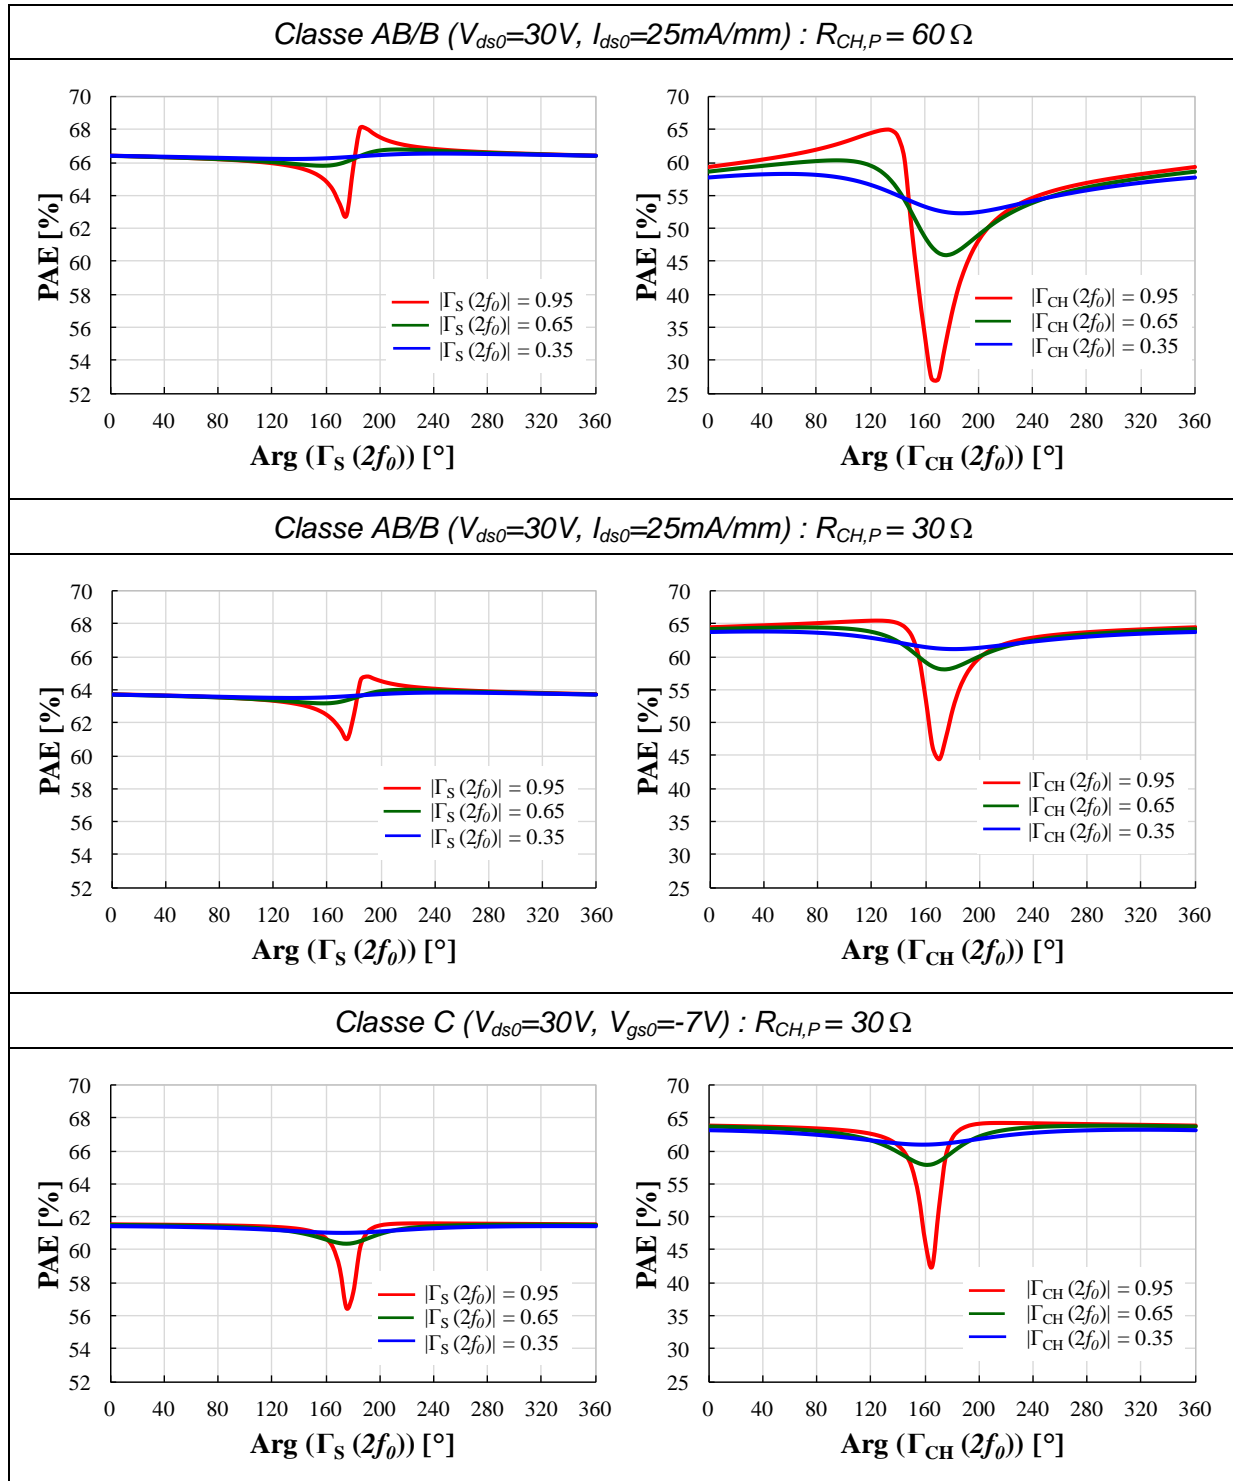 Classe AB/B (Vds0=30V, Ids0=25mA/mm) : RCH,P = 60 Ω
PAE [%]
70
68
66
64
62
60
58
56
54
52
|ΓS (2f0)| = 0.95
|ΓS (2f0)| = 0.65
|ΓS (2f0)| = 0.35
0 40 80 120 160 200 240 280 320 360
Arg (ΓS (2f0)) [°]
PAE [%]
70
65
60
55
50
45
40
35
30
25
|ΓCH (2f0)| = 0.95
|ΓCH (2f0)| = 0.65
|ΓCH (2f0)| = 0.35
0 40 80 120 160 200 240 280 320 360
Arg (ΓCH (2f0)) [°]
Classe AB/B (Vds0=30V, Ids0=25mA/mm) : RCH,P = 30 Ω
PAE [%]
70
68
66
64
62
60
58
56
54
52
|ΓS (2f0)| = 0.95
|ΓS (2f0)| = 0.65
|ΓS (2f0)| = 0.35
0 40 80 120 160 200 240 280 320 360
Arg (ΓS (2f0)) [°]
PAE [%]
70
65
60
55
50
45
40
35
30
25
|ΓCH (2f0)| = 0.95
|ΓCH (2f0)| = 0.65
|ΓCH (2f0)| = 0.35
0 40 80 120 160 200 240 280 320 360
Arg (ΓCH (2f0)) [°]
Classe C (Vds0=30V, Vgs0=-7V) : RCH,P = 30 Ω
PAE [%]
70
68
66
64
62
60
58
56
54
52
|ΓS (2f0)| = 0.95
|ΓS (2f0)| = 0.65
|ΓS (2f0)| = 0.35
0 40 80 120 160 200 240 280 320 360
Arg (ΓS (2f0)) [°]
PAE [%]
70
65
60
55
50
45
40
35
30
25
|ΓCH (2f0)| = 0.95
|ΓCH (2f0)| = 0.65
|ΓCH (2f0)| = 0.35
0 40 80 120 160 200 240 280 320 360
Arg (ΓCH (2f0)) [°]